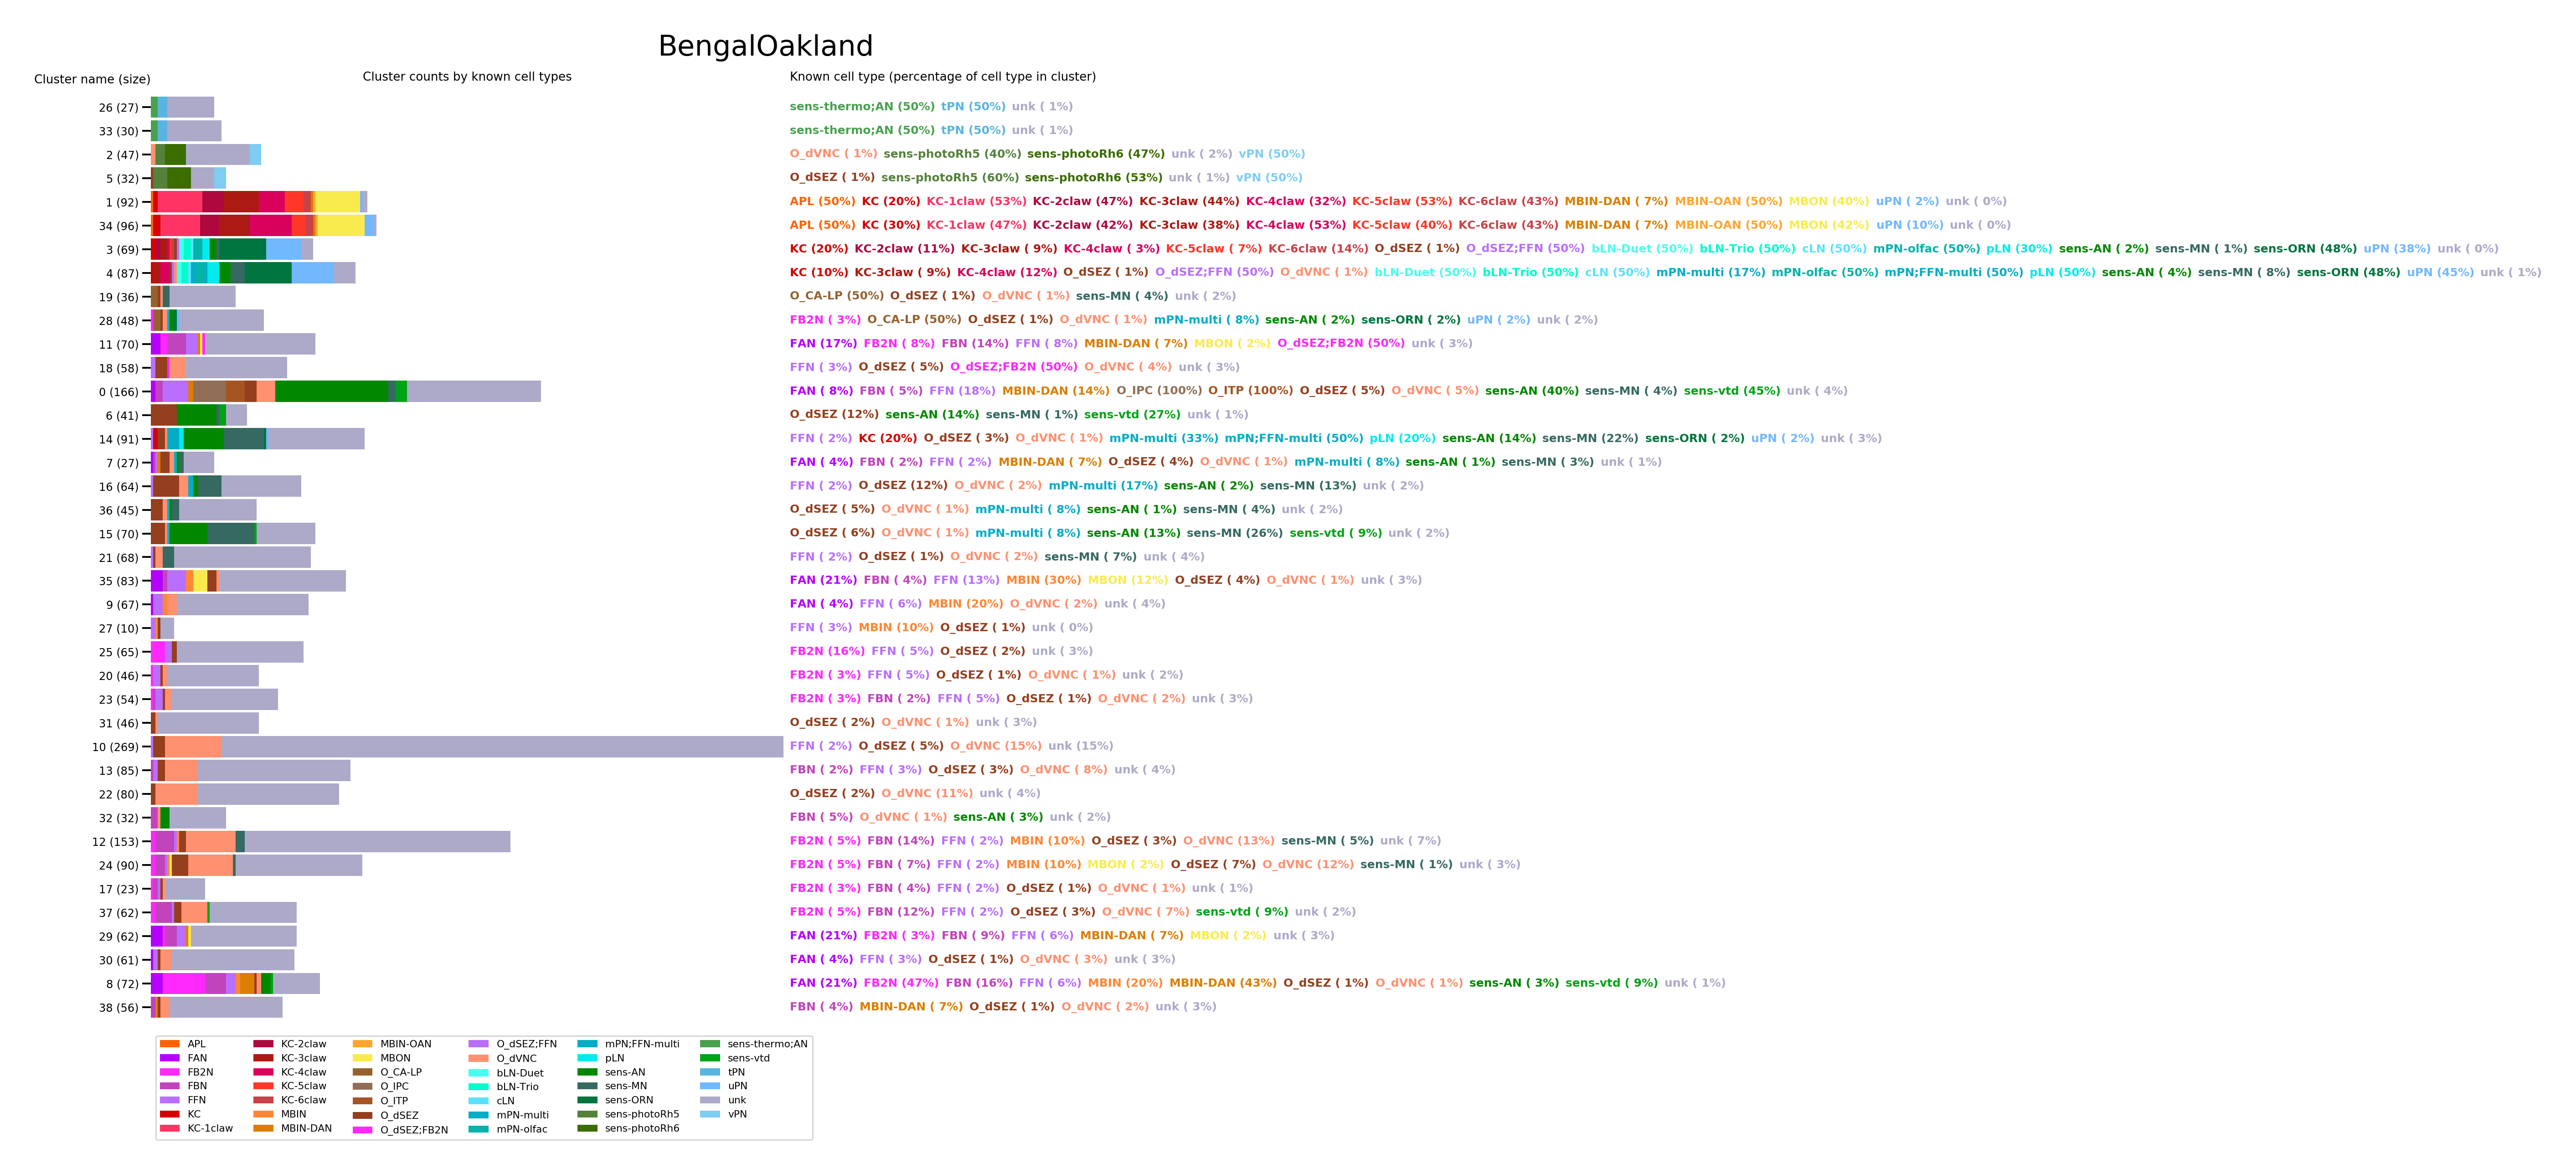 BengalOakland
Cluster name (size) Cluster counts by known cell types Known cell type (percentage of cell type in cluster)
26 (27) sens-thermo;AN (50%) tPN (50%) unk ( 1%)
33 (30) sens-thermo;AN (50%) tPN (50%) unk ( 1%)
2 (47) O_dVNC ( 1%) sens-photoRh5 (40%) sens-photoRh6 (47%) unk ( 2%) vPN (50%)
5 (32) O_dSEZ ( 1%) sens-photoRh5 (60%) sens-photoRh6 (53%) unk ( 1%) vPN (50%)
1 (92) APL (50%) KC (20%) KC-1claw (53%) KC-2claw (47%) KC-3claw (44%) KC-4claw (32%) KC-5claw (53%) KC-6claw (43%) MBIN-DAN ( 7%) MBIN-OAN (50%) MBON (40%) uPN ( 2%) unk ( 0%)
34 (96) APL (50%) KC (30%) KC-1claw (47%) KC-2claw (42%) KC-3claw (38%) KC-4claw (53%) KC-5claw (40%) KC-6claw (43%) MBIN-DAN ( 7%) MBIN-OAN (50%) MBON (42%) uPN (10%) unk ( 0%)
3 (69) KC (20%) KC-2claw (11%) KC-3claw ( 9%) KC-4claw ( 3%) KC-5claw ( 7%) KC-6claw (14%) O_dSEZ ( 1%) O_dSEZ;FFN (50%) bLN-Duet (50%) bLN-Trio (50%) cLN (50%) mPN-olfac (50%) pLN (30%) sens-AN ( 2%) sens-MN ( 1%) sens-ORN (48%) uPN (38%) unk ( 0%)
4 (87) KC (10%) KC-3claw ( 9%) KC-4claw (12%) O_dSEZ ( 1%) O_dSEZ;FFN (50%) O_dVNC ( 1%) bLN-Duet (50%) bLN-Trio (50%) cLN (50%) mPN-multi (17%) mPN-olfac (50%) mPN;FFN-multi (50%) pLN (50%) sens-AN ( 4%) sens-MN ( 8%) sens-ORN (48%) uPN (45%) unk ( 1%)
19 (36) O_CA-LP (50%) O_dSEZ ( 1%) O_dVNC ( 1%) sens-MN ( 4%) unk ( 2%)
28 (48) FB2N ( 3%) O_CA-LP (50%) O_dSEZ ( 1%) O_dVNC ( 1%) mPN-multi ( 8%) sens-AN ( 2%) sens-ORN ( 2%) uPN ( 2%) unk ( 2%)
11 (70) FAN (17%) FB2N ( 8%) FBN (14%) FFN ( 8%) MBIN-DAN ( 7%) MBON ( 2%) O_dSEZ;FB2N (50%) unk ( 3%)
18 (58) FFN ( 3%) O_dSEZ ( 5%) O_dSEZ;FB2N (50%) O_dVNC ( 4%) unk ( 3%)
0 (166) FAN ( 8%) FBN ( 5%) FFN (18%) MBIN-DAN (14%) O_IPC (100%) O_ITP (100%) O_dSEZ ( 5%) O_dVNC ( 5%) sens-AN (40%) sens-MN ( 4%) sens-vtd (45%) unk ( 4%)
6 (41) O_dSEZ (12%) sens-AN (14%) sens-MN ( 1%) sens-vtd (27%) unk ( 1%)
14 (91) FFN ( 2%) KC (20%) O_dSEZ ( 3%) O_dVNC ( 1%) mPN-multi (33%) mPN;FFN-multi (50%) pLN (20%) sens-AN (14%) sens-MN (22%) sens-ORN ( 2%) uPN ( 2%) unk ( 3%)
7 (27) FAN ( 4%) FBN ( 2%) FFN ( 2%) MBIN-DAN ( 7%) O_dSEZ ( 4%) O_dVNC ( 1%) mPN-multi ( 8%) sens-AN ( 1%) sens-MN ( 3%) unk ( 1%)
16 (64) FFN ( 2%) O_dSEZ (12%) O_dVNC ( 2%) mPN-multi (17%) sens-AN ( 2%) sens-MN (13%) unk ( 2%)
36 (45) O_dSEZ ( 5%) O_dVNC ( 1%) mPN-multi ( 8%) sens-AN ( 1%) sens-MN ( 4%) unk ( 2%)
15 (70) O_dSEZ ( 6%) O_dVNC ( 1%) mPN-multi ( 8%) sens-AN (13%) sens-MN (26%) sens-vtd ( 9%) unk ( 2%)
21 (68) FFN ( 2%) O_dSEZ ( 1%) O_dVNC ( 2%) sens-MN ( 7%) unk ( 4%)
35 (83) FAN (21%) FBN ( 4%) FFN (13%) MBIN (30%) MBON (12%) O_dSEZ ( 4%) O_dVNC ( 1%) unk ( 3%)
9 (67) FAN ( 4%) FFN ( 6%) MBIN (20%) O_dVNC ( 2%) unk ( 4%)
27 (10) FFN ( 3%) MBIN (10%) O_dSEZ ( 1%) unk ( 0%)
25 (65) FB2N (16%) FFN ( 5%) O_dSEZ ( 2%) unk ( 3%)
20 (46) FB2N ( 3%) FFN ( 5%) O_dSEZ ( 1%) O_dVNC ( 1%) unk ( 2%)
23 (54) FB2N ( 3%) FBN ( 2%) FFN ( 5%) O_dSEZ ( 1%) O_dVNC ( 2%) unk ( 3%)
31 (46) O_dSEZ ( 2%) O_dVNC ( 1%) unk ( 3%)
10 (269) FFN ( 2%) O_dSEZ ( 5%) O_dVNC (15%) unk (15%)
13 (85) FBN ( 2%) FFN ( 3%) O_dSEZ ( 3%) O_dVNC ( 8%) unk ( 4%)
22 (80) O_dSEZ ( 2%) O_dVNC (11%) unk ( 4%)
32 (32) FBN ( 5%) O_dVNC ( 1%) sens-AN ( 3%) unk ( 2%)
12 (153) FB2N ( 5%) FBN (14%) FFN ( 2%) MBIN (10%) O_dSEZ ( 3%) O_dVNC (13%) sens-MN ( 5%) unk ( 7%)
24 (90) FB2N ( 5%) FBN ( 7%) FFN ( 2%) MBIN (10%) MBON ( 2%) O_dSEZ ( 7%) O_dVNC (12%) sens-MN ( 1%) unk ( 3%)
17 (23) FB2N ( 3%) FBN ( 4%) FFN ( 2%) O_dSEZ ( 1%) O_dVNC ( 1%) unk ( 1%)
37 (62) FB2N ( 5%) FBN (12%) FFN ( 2%) O_dSEZ ( 3%) O_dVNC ( 7%) sens-vtd ( 9%) unk ( 2%)
29 (62) FAN (21%) FB2N ( 3%) FBN ( 9%) FFN ( 6%) MBIN-DAN ( 7%) MBON ( 2%) unk ( 3%)
30 (61) FAN ( 4%) FFN ( 3%) O_dSEZ ( 1%) O_dVNC ( 3%) unk ( 3%)
8 (72) FAN (21%) FB2N (47%) FBN (16%) FFN ( 6%) MBIN (20%) MBIN-DAN (43%) O_dSEZ ( 1%) O_dVNC ( 1%) sens-AN ( 3%) sens-vtd ( 9%) unk ( 1%)
38 (56) FBN ( 4%) MBIN-DAN ( 7%) O_dSEZ ( 1%) O_dVNC ( 2%) unk ( 3%)
APL KC-2claw MBIN-OAN O_dSEZ;FFN mPN;FFN-multi sens-thermo;AN
FAN KC-3claw MBON O_dVNC pLN sens-vtd
FB2N KC-4claw O_CA-LP bLN-Duet sens-AN tPN
FBN KC-5claw O_IPC bLN-Trio sens-MN uPN
FFN KC-6claw O_ITP cLN sens-ORN unk
KC MBIN O_dSEZ mPN-multi sens-photoRh5 vPN
KC-1claw MBIN-DAN O_dSEZ;FB2N mPN-olfac sens-photoRh6